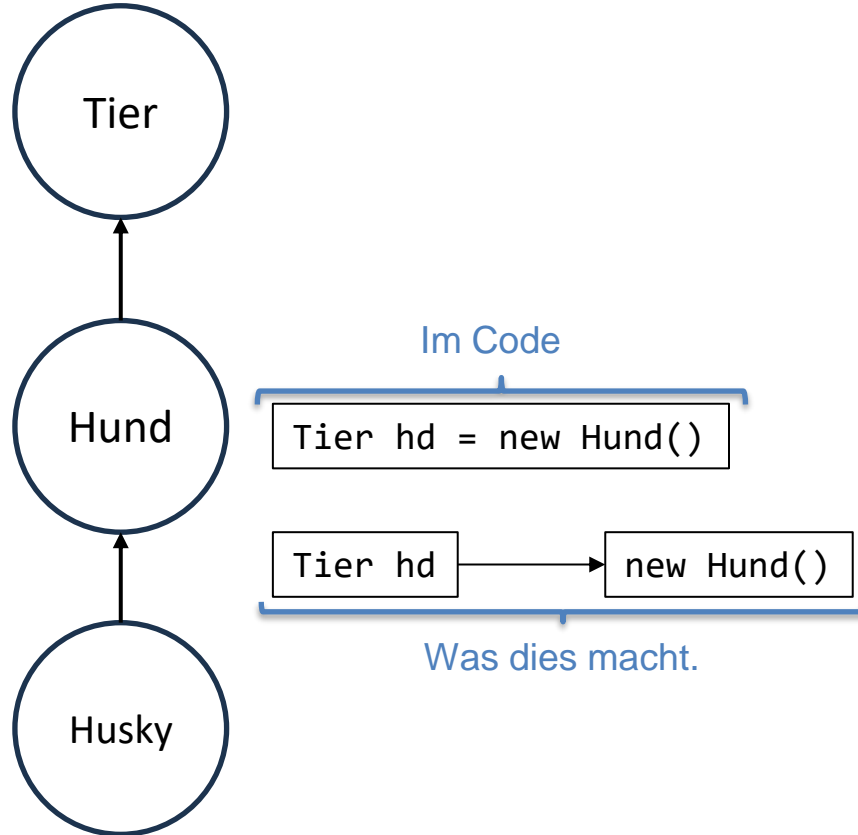 Tier
Hund
Husky
Im Code
Tier hd = new Hund()
Tier hd
new Hund()
Was dies macht.